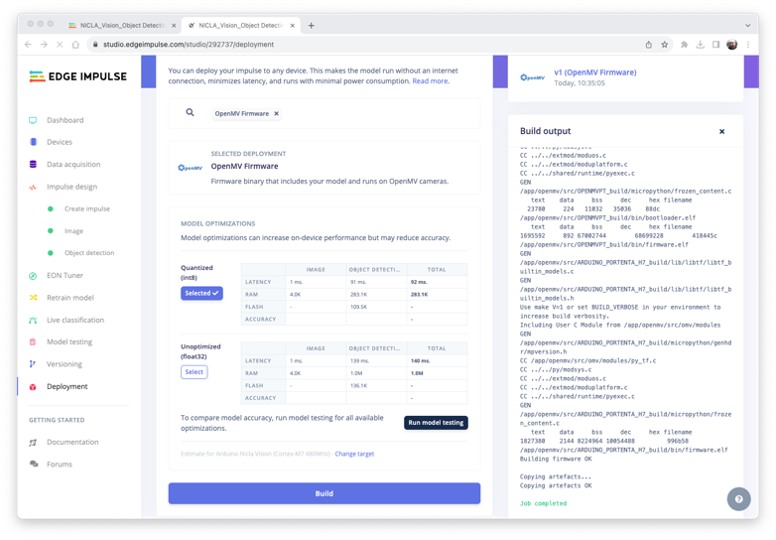 NICLA_Vision_Object Detecti
NICLA_Vision_Object Detecti
studio.edgeimpulse.com/studio/292737/deployment
EDGE IMPULSE
Dashboard
Devices
Data acquisition
Impulse design
Create impulse
Image
Object detection
EON Tuner
Retrain model
Live classification
Model testing
Versioning
Deployment
GETTING STARTED
Documentation
Forums
You can deploy your impulse to any device. This makes the model run without an internet
connection, minimizes latency, and runs with minimal power consumption. Read more.
OpenMV Firmware
SELECTED DEPLOYMENT
OpenMV
OpenMV Firmware
Firmware binary that includes your model and runs on OpenMV cameras.
MODEL OPTIMIZATIONS
Model optimizations can increase on-device performance but may reduce accuracy.
Quantized
(int8)
Selected
IMAGE OBJECT DETECTI... TOTAL
LATENCY 1 ms. 91 ms. 92 ms.
RAM 4.0K 283.1K 283.1K
FLASH - 109.5K -
ACCURACY -
Unoptimized
(float32)
Select
IMAGE OBJECT DETECTI... TOTAL
LATENCY 1 ms. 139 ms. 140 ms.
RAM 4.0K 1.0M 1.0M
FLASH - 136.1K -
ACCURACY -
To compare model accuracy, run model testing for all available
optimizations.
Run model testing
Estimate for Arduino Nicla Vision (Cortex-M7 480MHz) - Change target
Build
OpenMV
v1 (OpenMV Firmware)
Today, 10:35:05
Build output
CC ../../extmod/moduos.c
CC ../../extmod/moduplatform.c
CC ../../shared/runtime/pyexec.c
GEN
/app/openmv/src/OPENMVPT_build/micropython/frozen_content.c
text data bss dec hex filename
23780 224 11032 35036 88dc
/app/openmv/src/OPENMVPT_build/bin/bootloader.elf
1695592 892 67002744 68699228 418445c
/app/openmv/src/OPENMVPT_build/bin/firmware.elf
GEN
/app/openmv/src/ARDUINO_PORTENTA_H7_build/lib/libtf/libtf_b
uiltin_models.c
GEN
/app/openmv/src/ARDUINO_PORTENTA_H7_build/lib/libtf/libtf_b
uiltin_models.h
Use make V=1 or set BUILD_VERBOSE in your environment to
increase build verbosity.
Including User C Module from /app/openmv/src/omv/modules
GEN
/app/openmv/src/ARDUINO_PORTENTA_H7_build/micropython/genhd
r/mpversion.h
CC /app/openmv/src/omv/modules/py_tf.c
CC ../../py/modsys.c
CC ../../extmod/moduos.c
CC ../../extmod/moduplatform.c
CC ../../shared/runtime/pyexec.c
GEN
/app/openmv/src/ARDUINO_PORTENTA_H7_build/micropython/froze
n_content.c
text data bss dec hex filename
1827380 2144 8224964 10054488 996b58
/app/openmv/src/ARDUINO_PORTENTA_H7_build/bin/firmware.elf
Building firmware OK
Copying artefacts...
Copying artefacts OK
Job completed